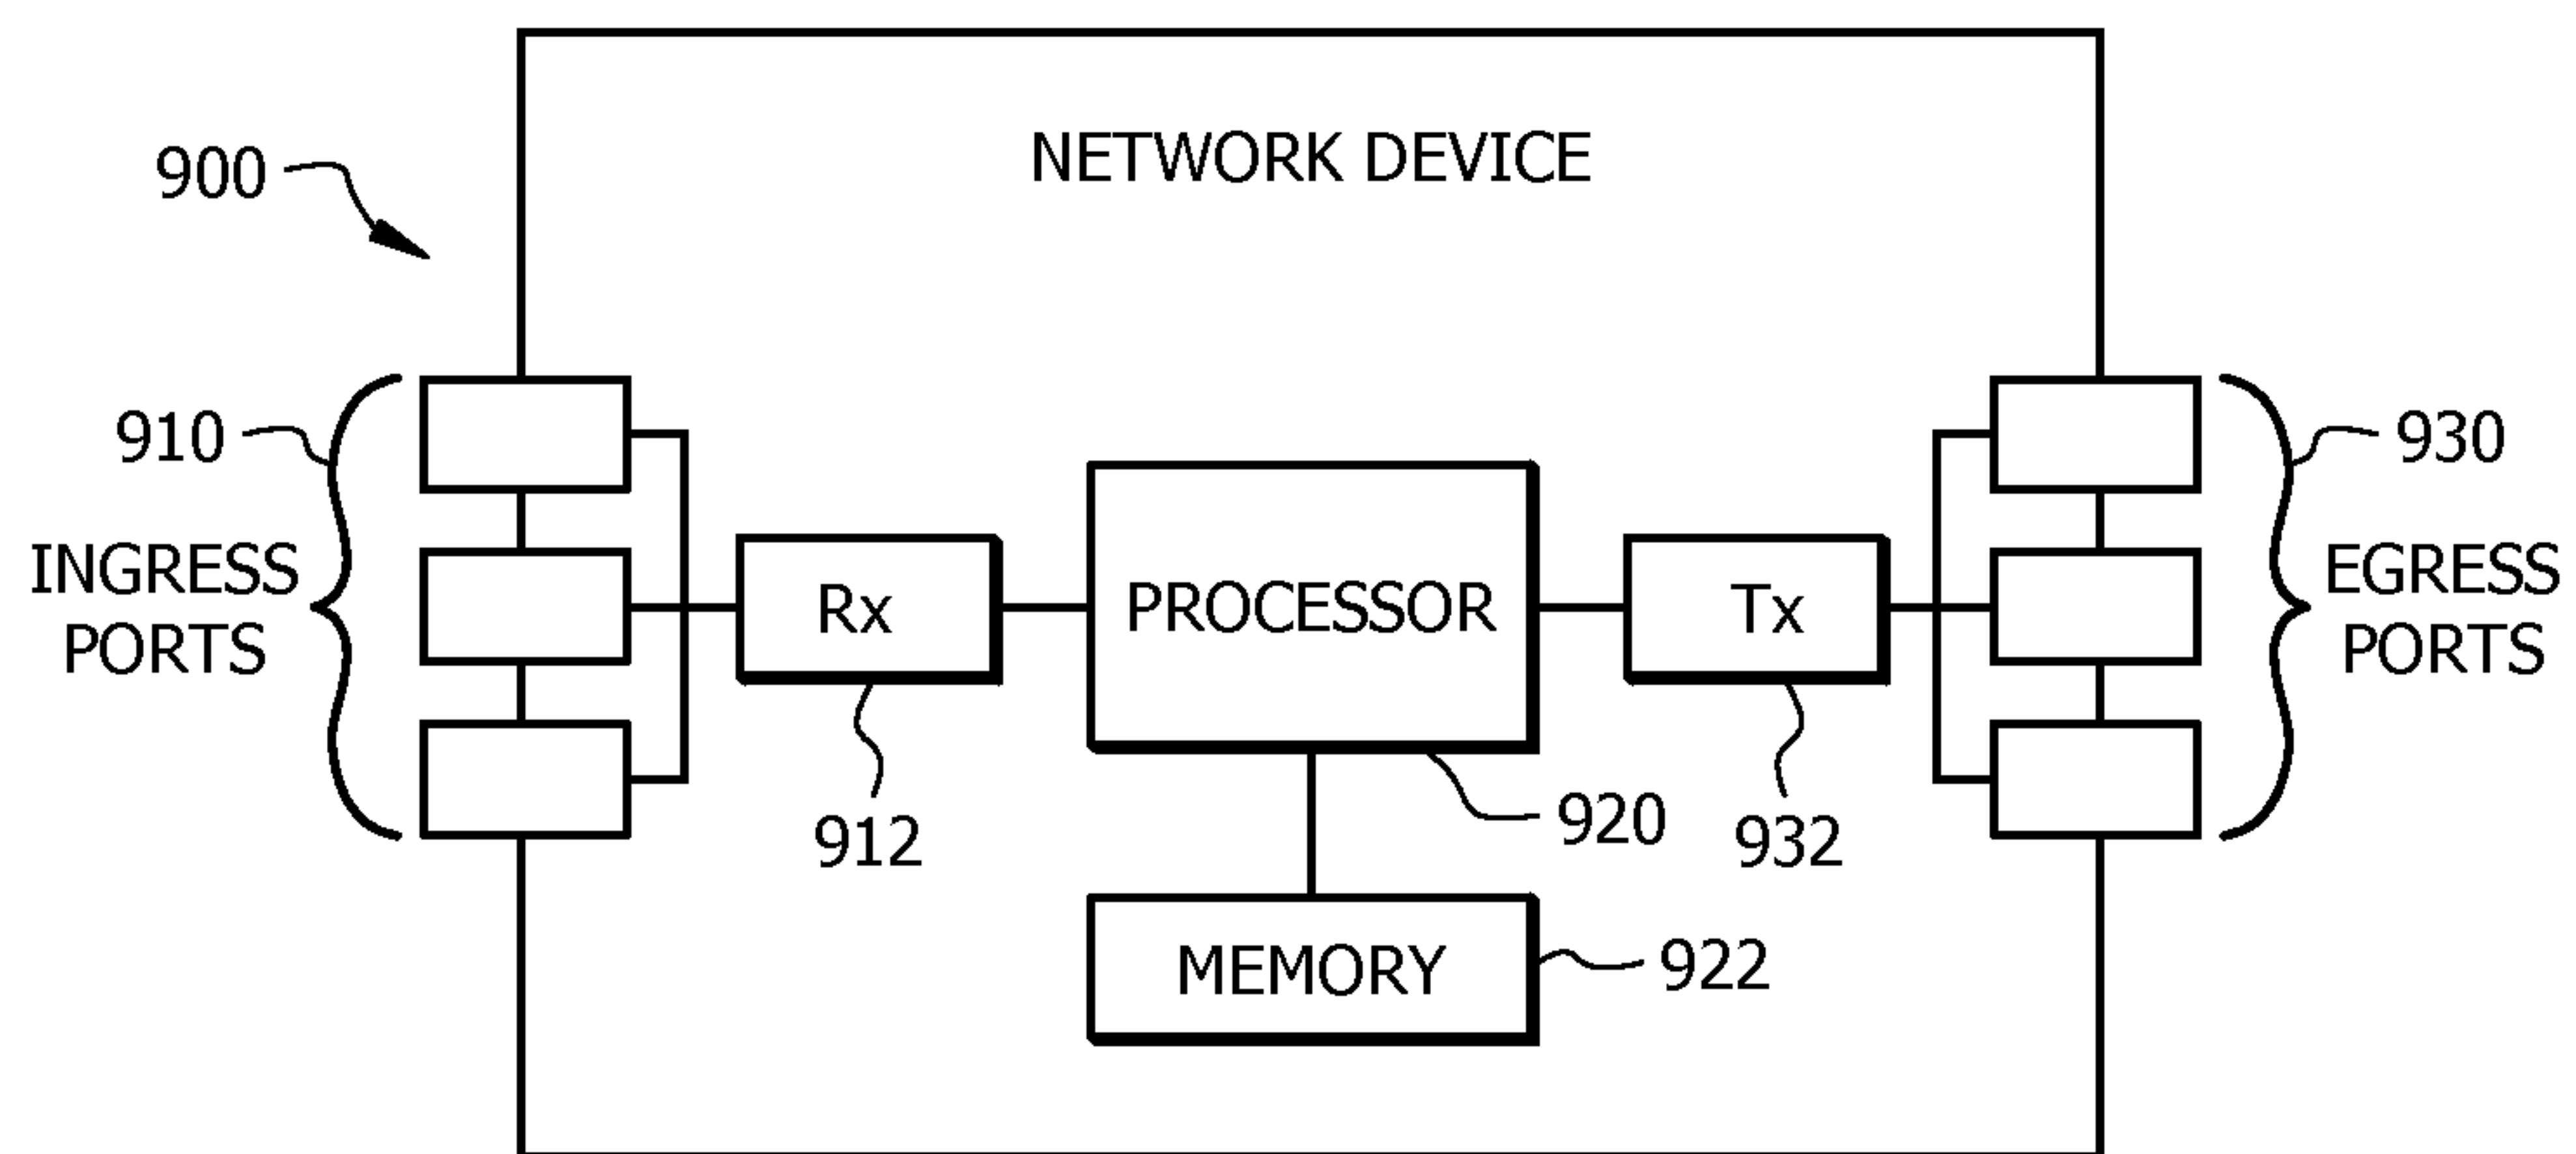 NETWORK DEVICE
900
910
930
INGRESS
PORTS
Rx
PROCESSOR
Tx
EGRESS
PORTS
912
920
932
MEMORY
922